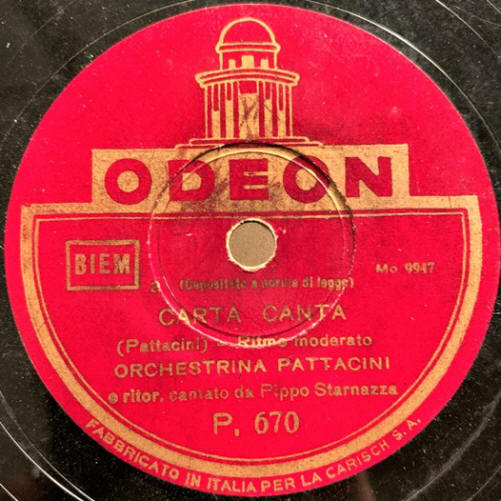 ODEON
BIEM
a (Depositato a norma di legge) Mo 9947
CARTA CANTA
(Pattacini) - Ritmo moderato
ORCHESTRINA PATTACINI
e ritor. cantato da Pippo Starnazza
P. 670
FABBRICATO IN ITALIA PER LA CARISCH S.A.